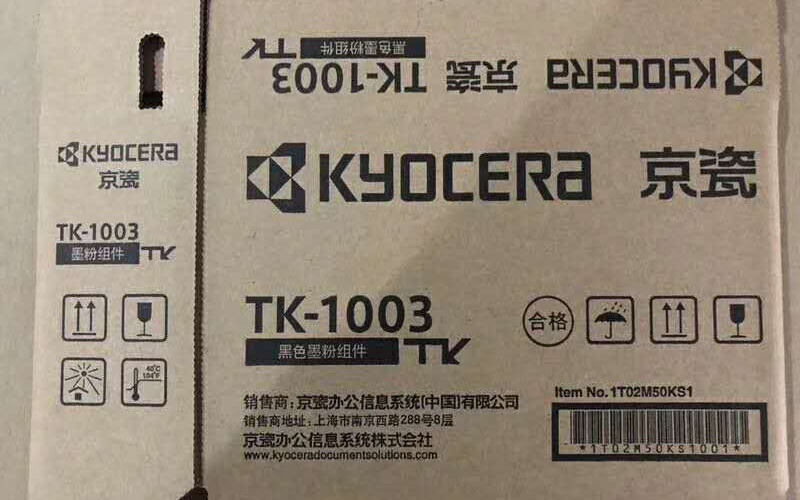 KYOCERA
京瓷
TK-1003
墨粉组件
40℃
104℉
TK
黑色墨粉组件
TK-1003 京瓷 KYOCERA
KYOCERA 京瓷
TK-1003
黑色墨粉组件
合格
销售商：京瓷办公信息系统(中国)有限公司
销售商地址：上海市南京西路288号8层
京瓷办公信息系统株式会社
www.kyoceradocumentsolutions.com
Item No. 1T02M50KS1
*1T02M50KS1001*